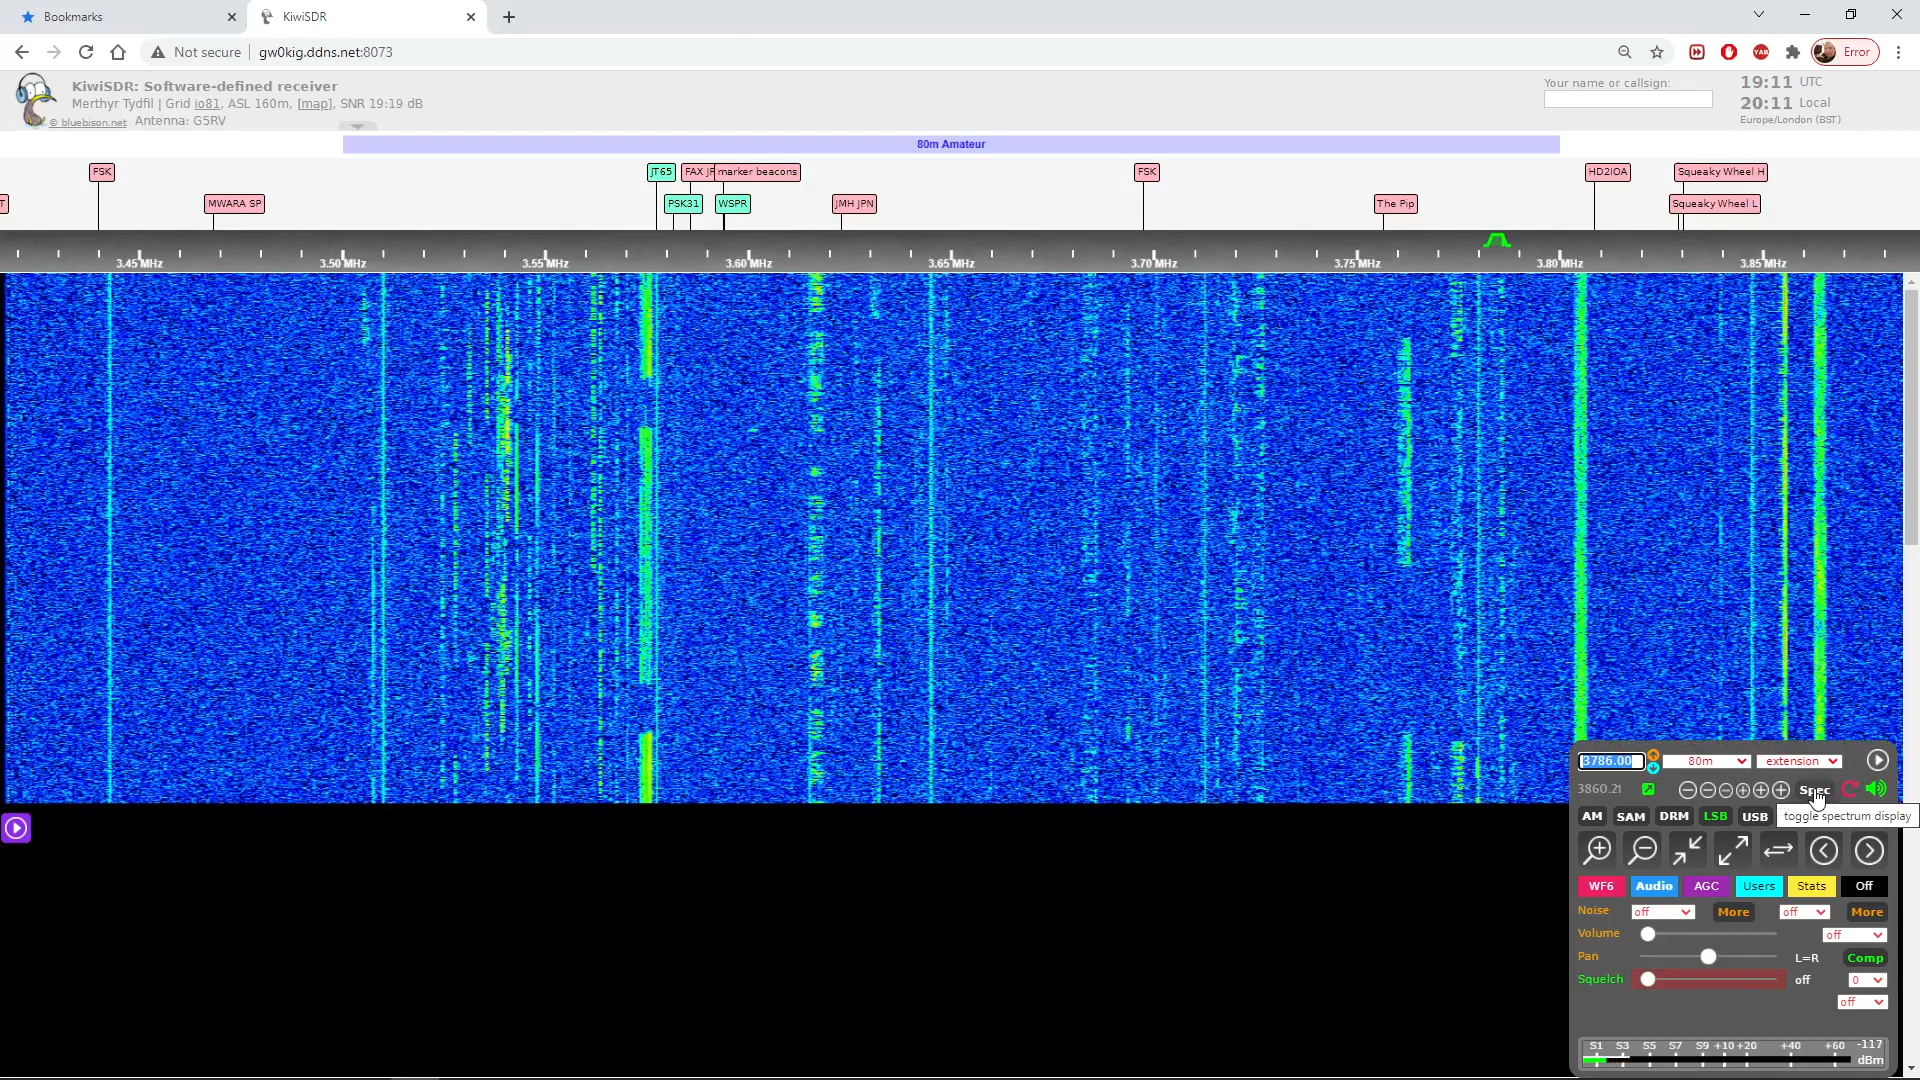 Bookmarks
KiwiSDR
Not secure
gw0kig.ddns.net:8073
YAB
Error
KiwiSDR: Software-defined receiver
Merthyr Tydfil | Grid io81, ASL 160m, [map], SNR 19:19 dB
© bluebison.net
Antenna: G5RV
Your name or callsign:
19:11 UTC
20:11 Local
Europe/London (BST)
80m Amateur
FSK
JT65
FAX JF
marker beacons
FSK
HD2IOA
Squeaky Wheel H
T
MWARA SP
PSK31
WSPR
JMH JPN
The Pip
Squeaky Wheel L
3.45 MHz
3.50 MHz
3.55 MHz
3.60 MHz
3.65 MHz
3.70 MHz
3.75 MHz
3.80 MHz
3.85 MHz
3786.00
80m
extension
3860.21
Spec
AM
SAM
DRM
LSB
USB
toggle spectrum display
WF6
Audio
AGC
Users
Stats
Off
Noise
off
More
off
More
Volume
off
Pan
L=R
Comp
Squelch
off
0
off
S1 S3 S5 S7 S9 +10 +20 +40 +60
-117
dBm